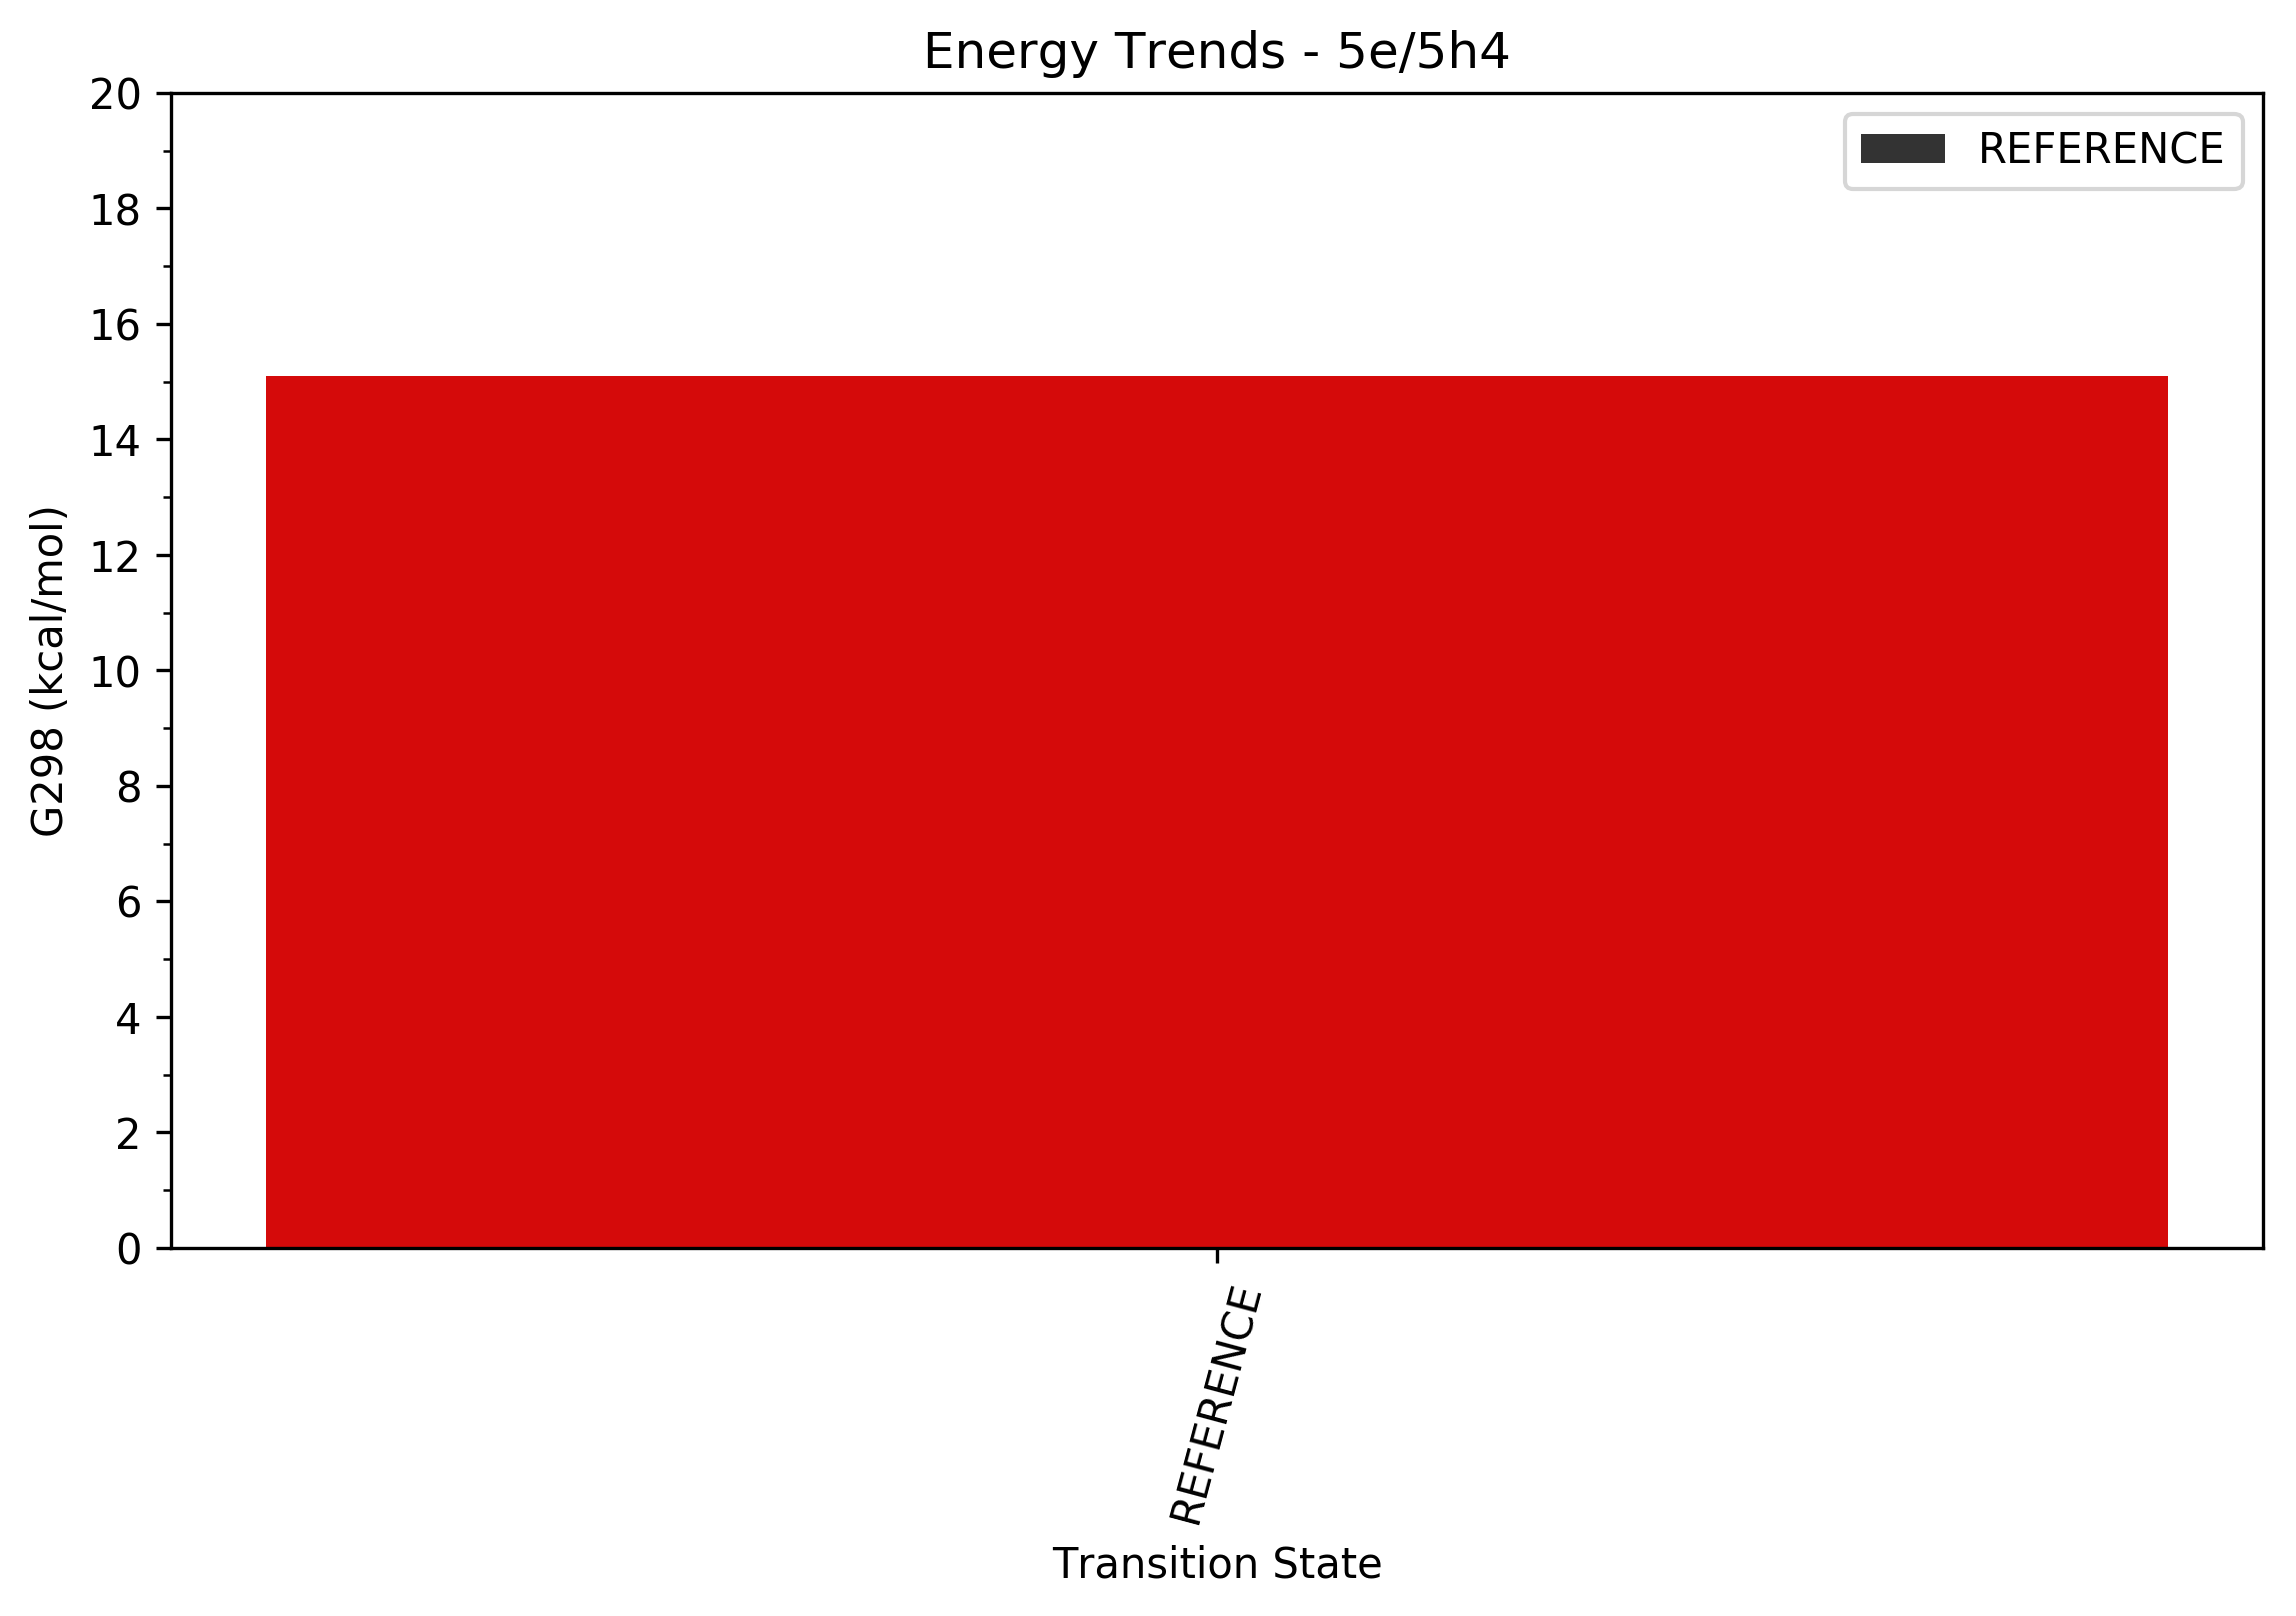 Energy Trends - 5e/5h4
REFERENCE
G298 (kcal/mol)
20
18
16
14
12
10
8
6
4
2
0
REFERENCE
Transition State